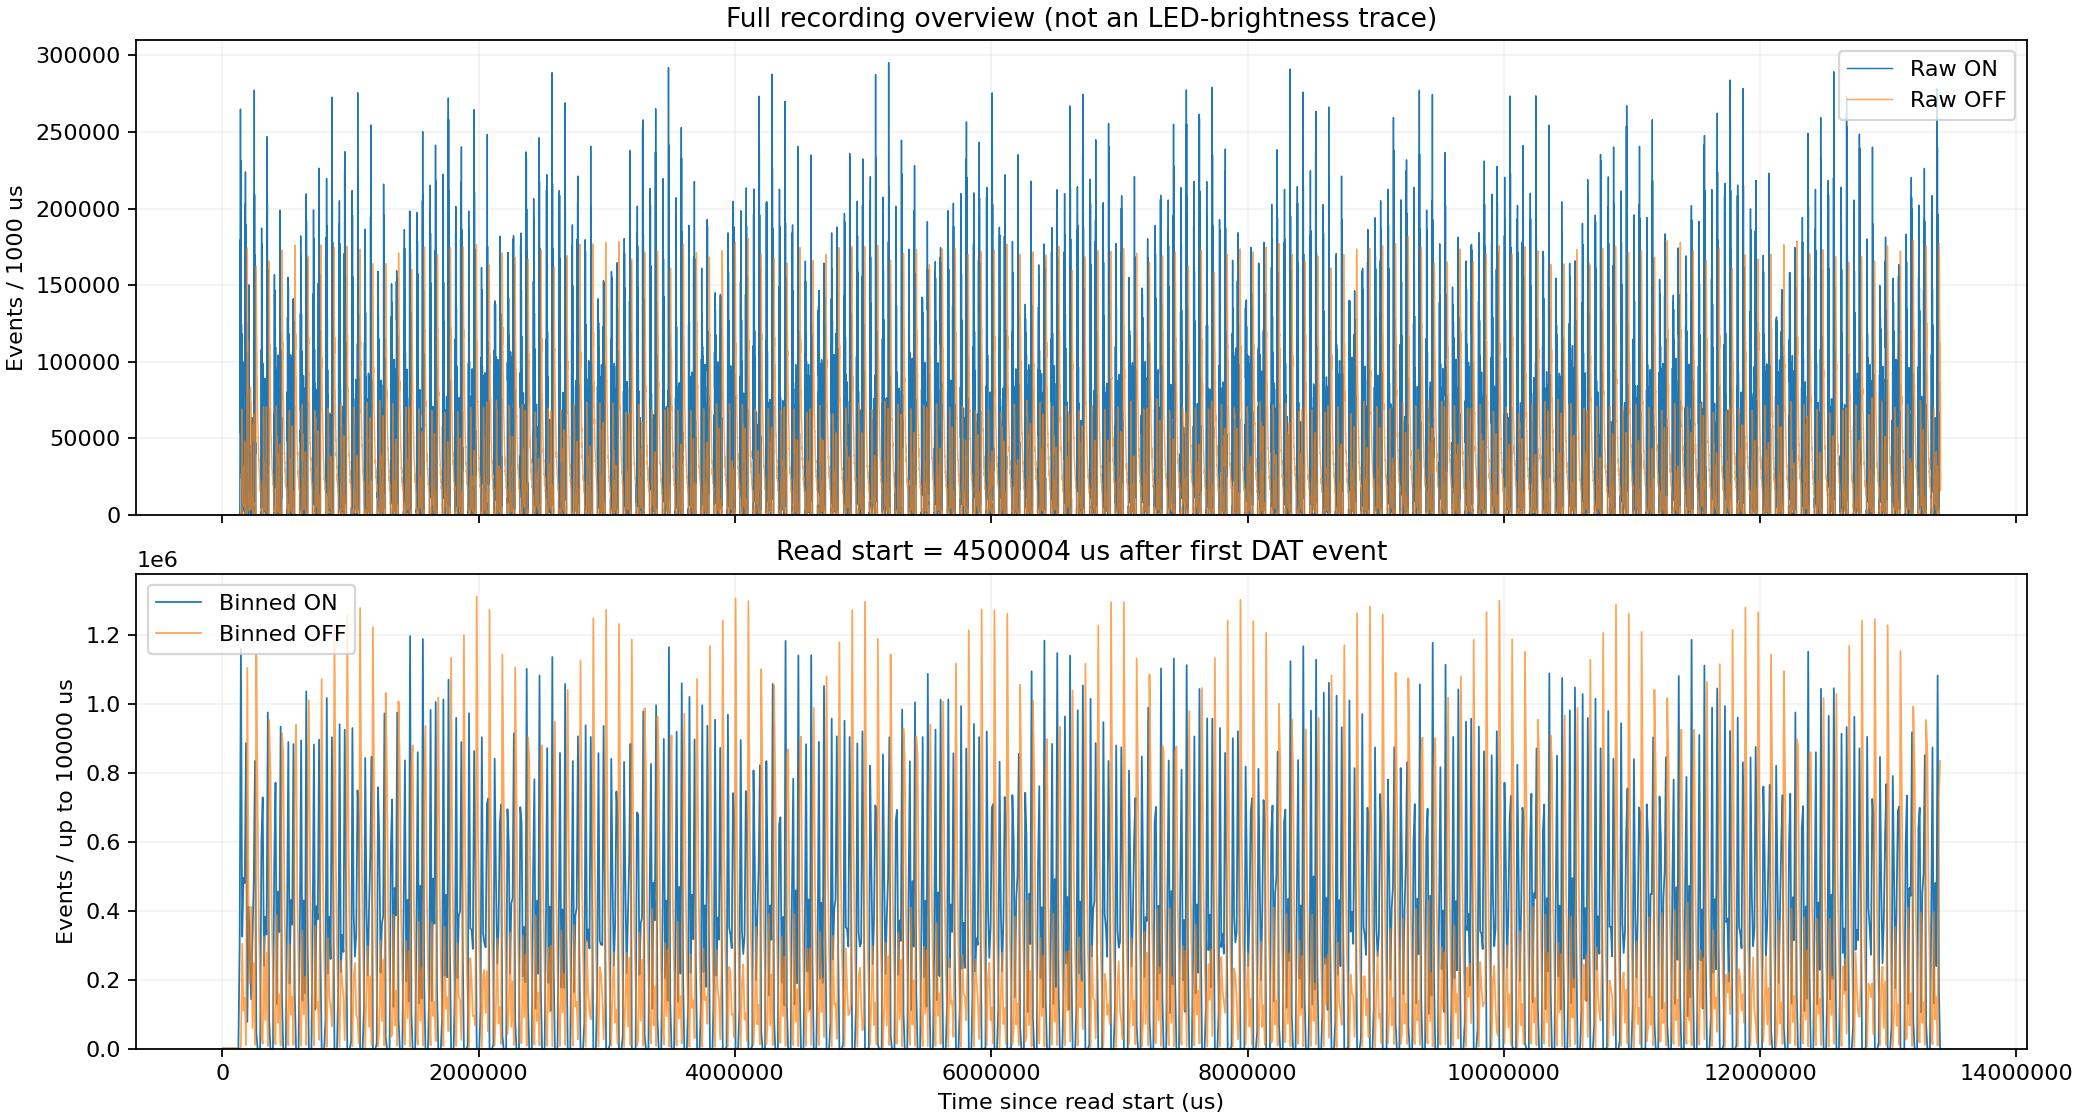 Full recording overview (not an LED-brightness trace)
300000
250000
200000
150000
100000
50000
0
Events / 1000 us
Raw ON
Raw OFF
Read start = 4500004 us after first DAT event
1e6
1.2
1.0
0.8
0.6
0.4
0.2
0.0
Events / up to 10000 us
Binned ON
Binned OFF
0
2000000
4000000
6000000
8000000
10000000
12000000
14000000
Time since read start (us)